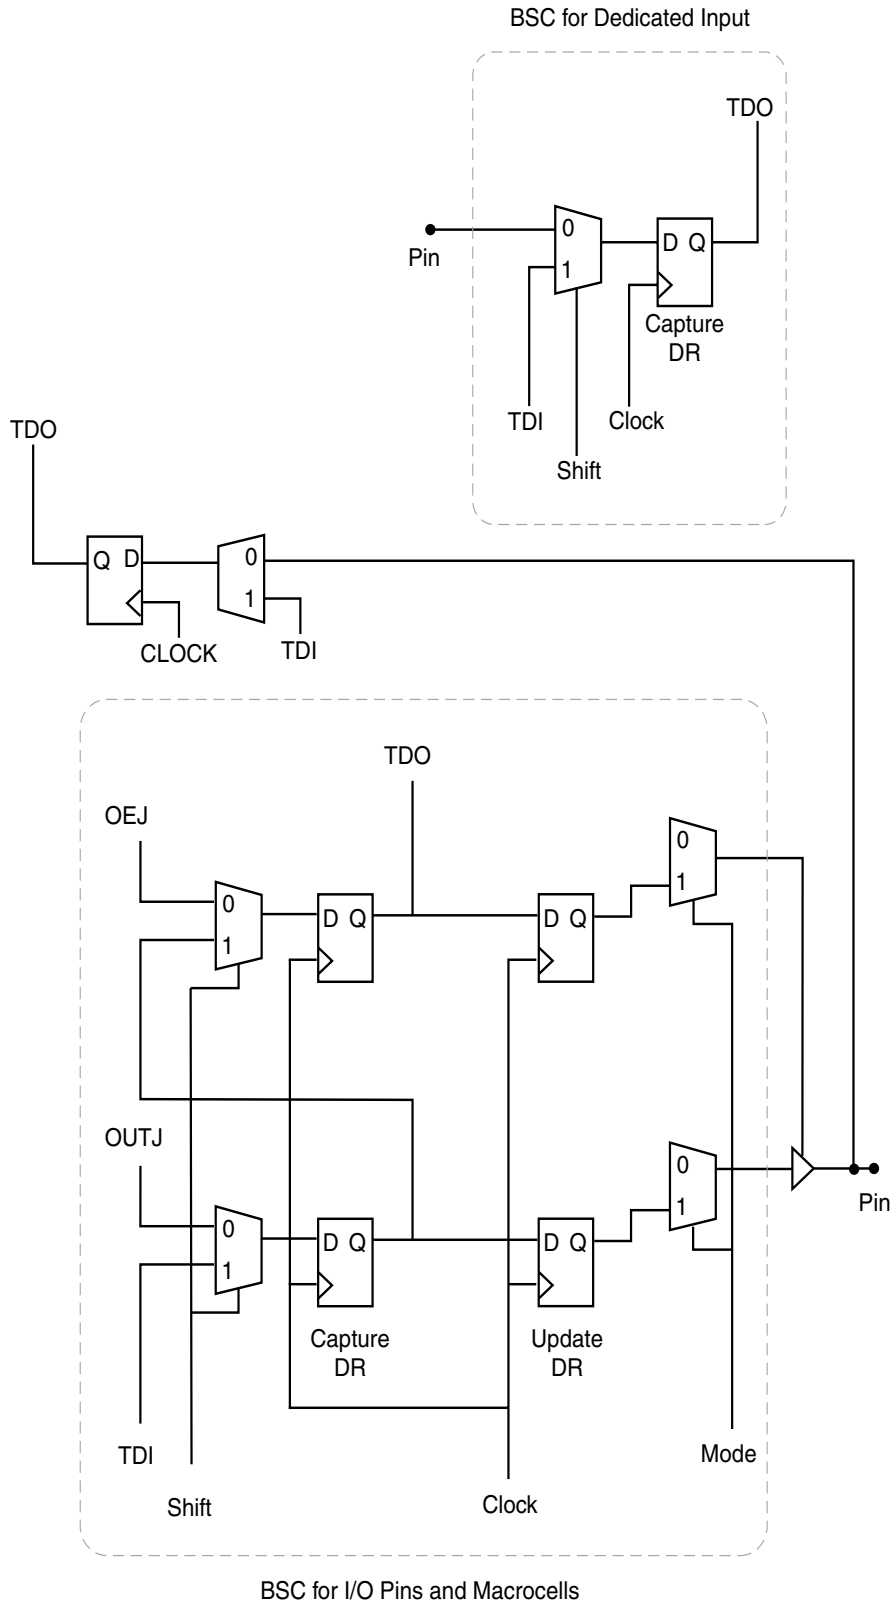 BSC for Dedicated Input
TDO
0
D Q
Pin
1
Capture
DR
TDI
Clock
Shift
TDO
Q D
0
1
CLOCK
TDI
TDO
OEJ
0
1
0
D Q
D Q
1
OUTJ
0
1
Pin
0
D Q
D Q
1
Capture
DR
Update
DR
TDI
Mode
Shift
Clock
BSC for I/O Pins and Macrocells